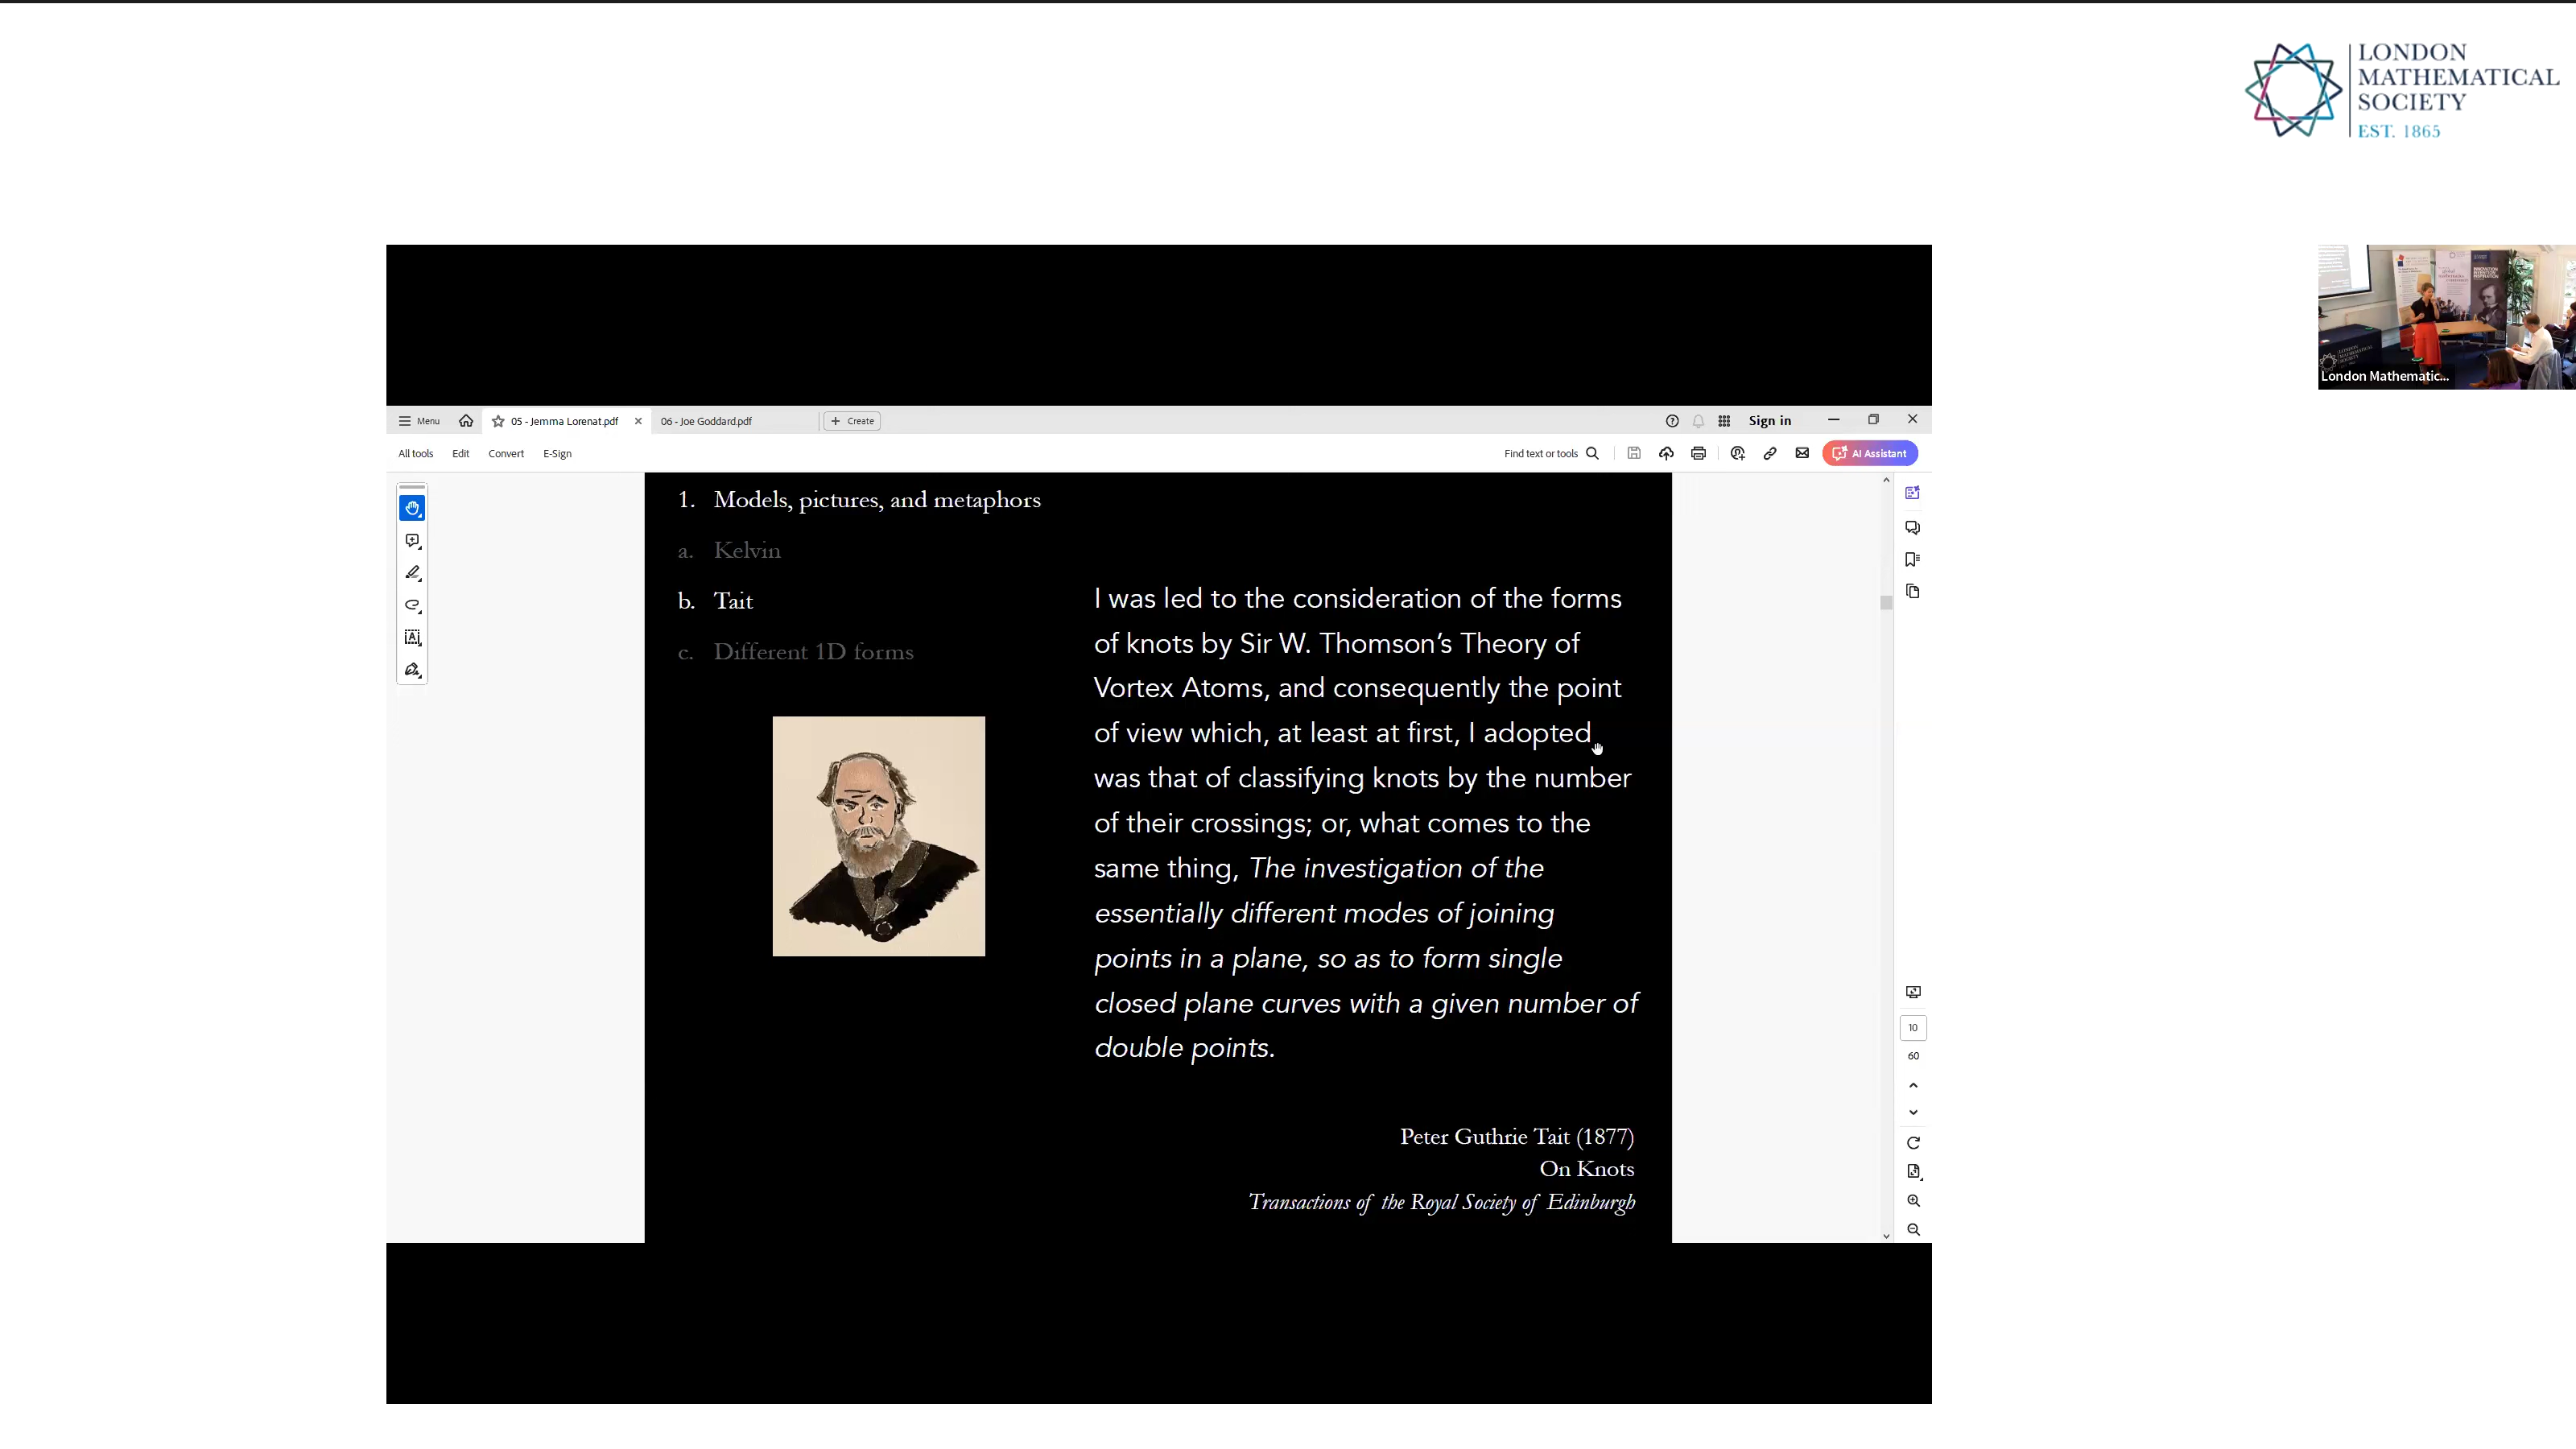 LONDON
MATHEMATICAL
SOCIETY
EST. 1865
London Mathematic...
Menu
05 - Jemma Lorenat.pdf
06 - Joe Goddard.pdf
Create
Sign in
All tools
Edit
Convert
E-Sign
Find text or tools
AI Assistant
1. Models, pictures, and metaphors
a. Kelvin
b. Tait
c. Different 1D forms
I was led to the consideration of the forms
of knots by Sir W. Thomson's Theory of
Vortex Atoms, and consequently the point
of view which, at least at first, I adopted,
was that of classifying knots by the number
of their crossings; or, what comes to the
same thing, The investigation of the
essentially different modes of joining
points in a plane, so as to form single
closed plane curves with a given number of
double points.
Peter Guthrie Tait (1877)
On Knots
Transactions of the Royal Society of Edinburgh
10
60